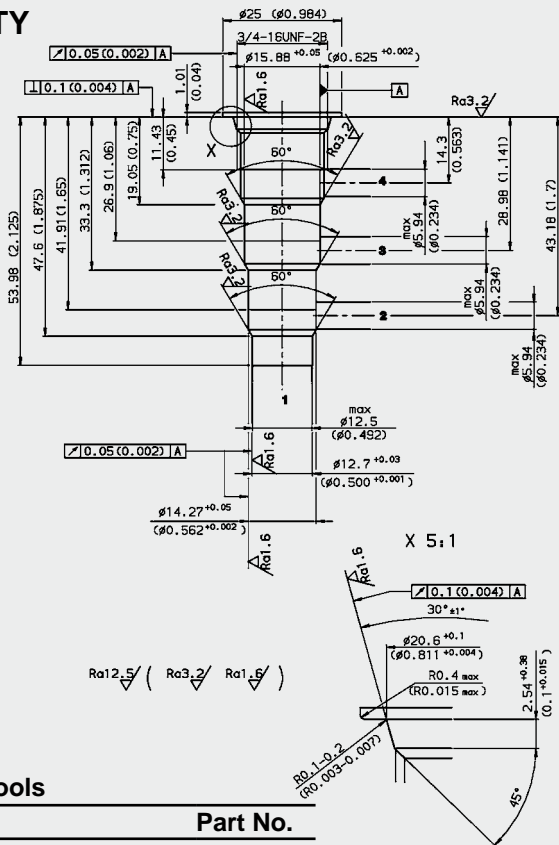 TY
ø25 (ø0.984)
3/4-16UNF-2B
ø15.88 +0.05 (ø0.625 +0.002)
↗ 0.05(0.002) A
⊥ 0.1(0.004) A
1.01
(0.04)
Ra1.6
A
Ra3.2
X
Ra3.2
11.43
(0.45)
19.05 (0.75)
26.9 (1.06)
33.3 (1.312)
41.91 (1.65)
47.6 (1.875)
53.98 (2.125)
60°
4
14.3
(0.563)
28.98 (1.141)
43.18 (1.7)
Ra3.2
60°
3
max
ø5.94
(ø0.234)
Ra3.2
60°
2
max
ø5.94
(ø0.234)
max
ø5.94
(ø0.234)
1
max
ø12.5
(ø0.492)
↗ 0.05(0.002) A
Ra1.6
ø12.7 +0.03
(ø0.500 +0.001)
ø14.27 +0.05
(ø0.562 +0.002)
Ra1.6
X 5:1
Ra1.6
↗ 0.1(0.004) A
30° ±1°
ø20.6 +0.1
(ø0.811 +0.004)
R0.4 max
(R0.015 max)
2.54 +0.38
(0.1 +0.015)
Ra12.5 ( Ra3.2 Ra1.6 )
R0.1-0.2
(R0.003-0.007)
45°
ools
Part No.